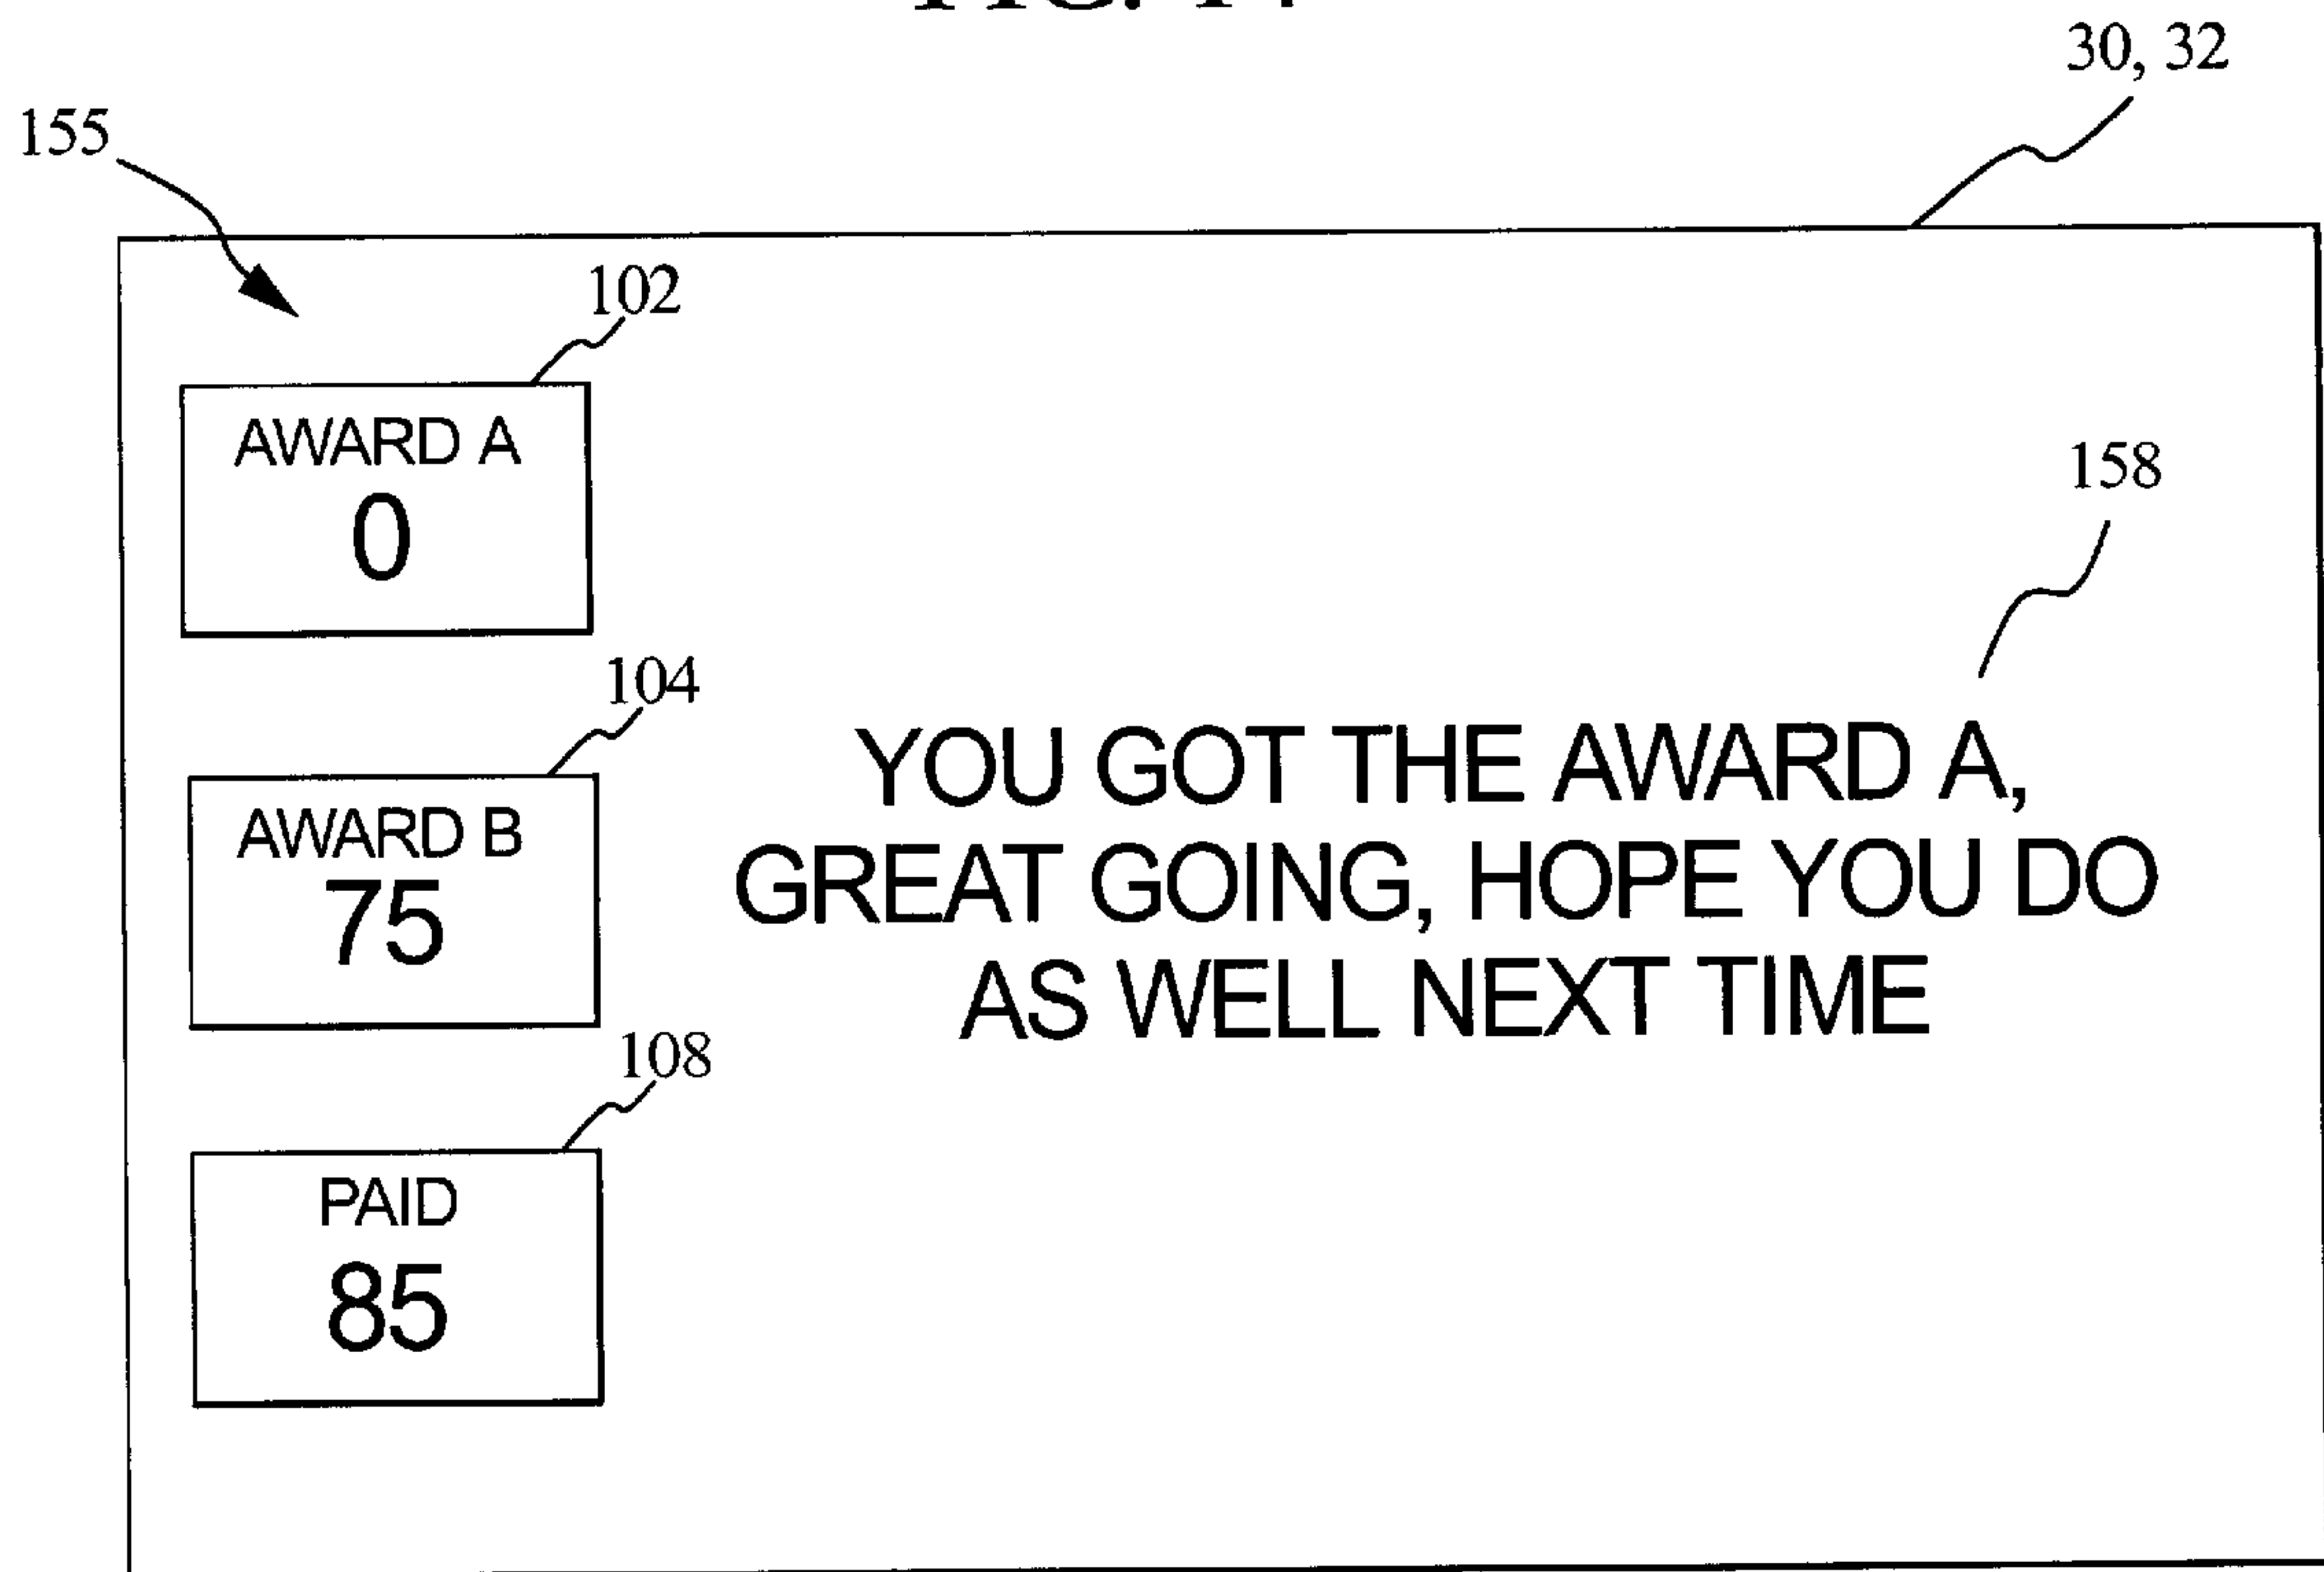 30, 32
155
102
AWARD A
0
158
104
YOU GOT THE AWARD A,
AWARD B
GREAT GOING, HOPE YOU DO
75
AS WELL NEXT TIME
108
PAID
85